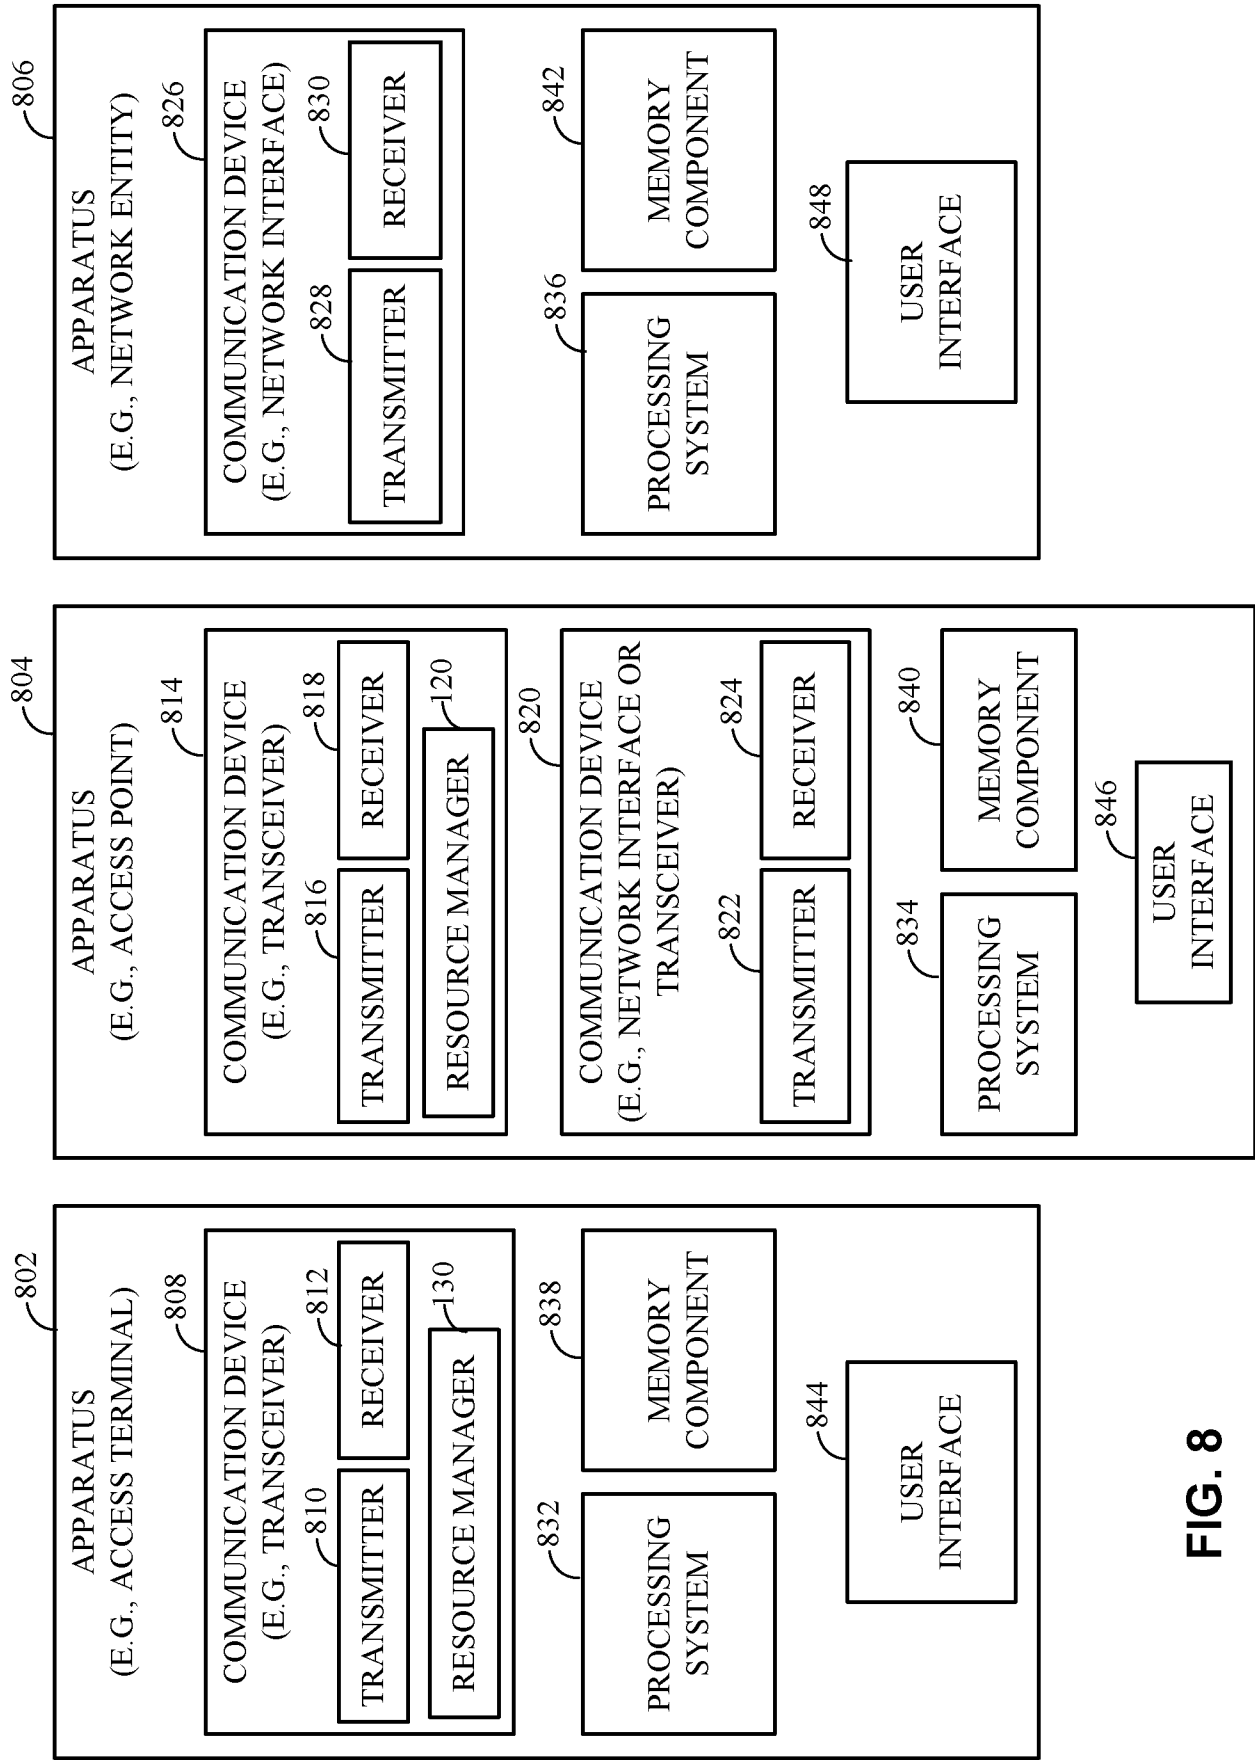 802
APPARATUS
(E.G., ACCESS TERMINAL)
808
COMMUNICATION DEVICE
(E.G., TRANSCEIVER)
810
812
TRANSMITTER
RECEIVER
130
RESOURCE MANAGER
832
838
PROCESSING
SYSTEM
MEMORY
COMPONENT
844
USER
INTERFACE
804
APPARATUS
(E.G., ACCESS POINT)
814
COMMUNICATION DEVICE
(E.G., TRANSCEIVER)
816
818
TRANSMITTER
RECEIVER
120
RESOURCE MANAGER
820
COMMUNICATION DEVICE
(E.G., NETWORK INTERFACE OR
TRANSCEIVER)
822
824
TRANSMITTER
RECEIVER
834
840
PROCESSING
SYSTEM
MEMORY
COMPONENT
846
USER
INTERFACE
806
APPARATUS
(E.G., NETWORK ENTITY)
826
COMMUNICATION DEVICE
(E.G., NETWORK INTERFACE)
828
830
TRANSMITTER
RECEIVER
836
842
PROCESSING
SYSTEM
MEMORY
COMPONENT
848
USER
INTERFACE
FIG. 8